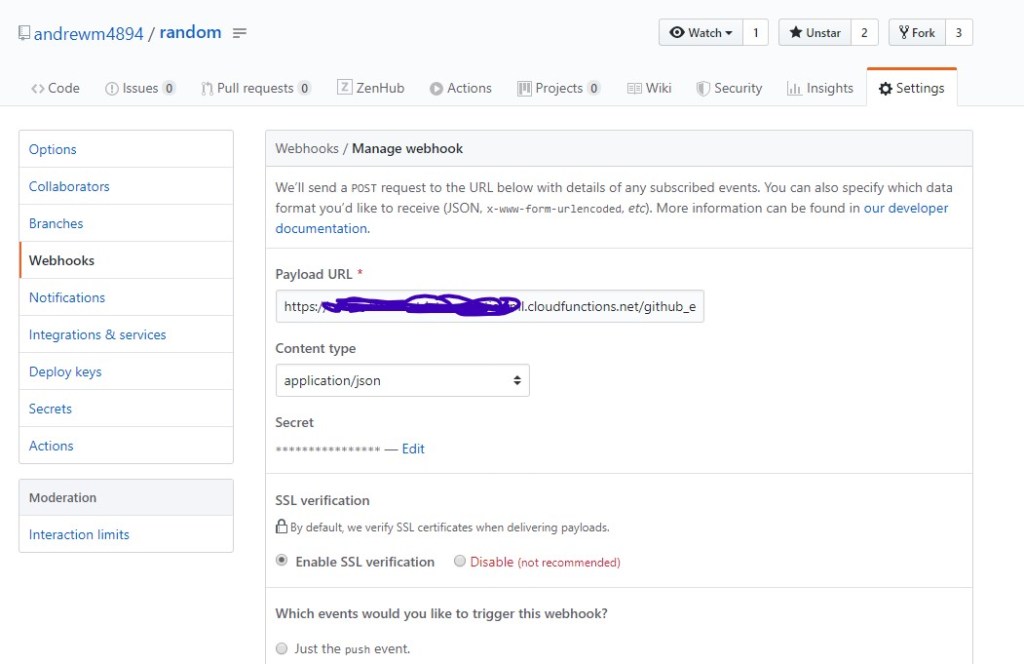 andrewm4894 / random
Watch 1 Unstar 2 Fork 3
Code Issues 0 Pull requests 0 ZenHub Actions Projects 0 Wiki Security Insights Settings
Options
Collaborators
Branches
Webhooks
Notifications
Integrations & services
Deploy keys
Secrets
Actions
Moderation
Interaction limits
Webhooks / Manage webhook
We'll send a POST request to the URL below with details of any subscribed events. You can also specify which data
format you'd like to receive (JSON, x-www-form-urlencoded, etc). More information can be found in our developer
documentation.
Payload URL *
https:/ l.cloudfunctions.net/github_e
Content type
application/json
Secret
**************** — Edit
SSL verification
By default, we verify SSL certificates when delivering payloads.
Enable SSL verification Disable (not recommended)
Which events would you like to trigger this webhook?
Just the push event.